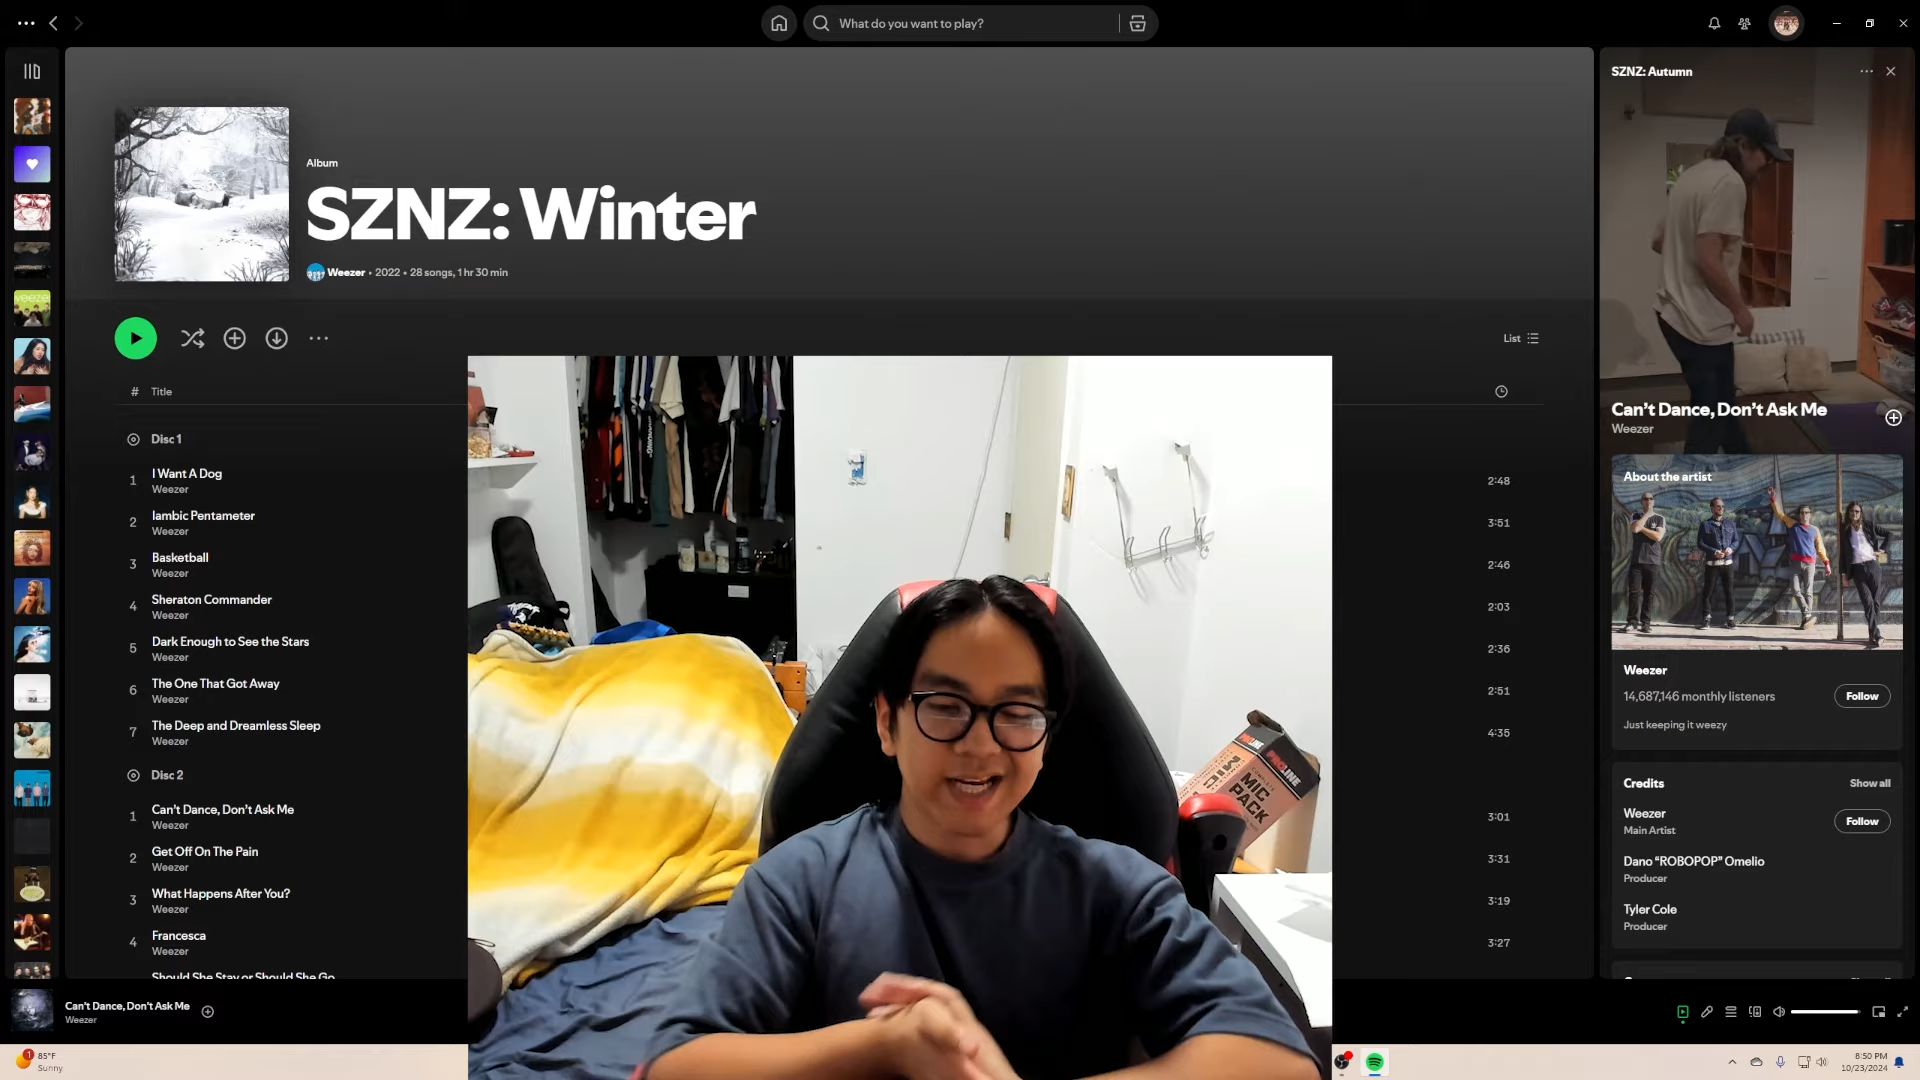 What do you want to play?
Album
SZNZ: Winter
Weezer • 2022 • 28 songs, 1 hr 30 min
List
# Title
Disc 1
1 I Want A Dog 2:48
Weezer
2 Iambic Pentameter 3:51
Weezer
3 Basketball 2:46
Weezer
4 Sheraton Commander 2:03
Weezer
5 Dark Enough to See the Stars 2:36
Weezer
6 The One That Got Away 2:51
Weezer
7 The Deep and Dreamless Sleep 4:35
Weezer
Disc 2
1 Can't Dance, Don't Ask Me 3:01
Weezer
2 Get Off On The Pain 3:31
Weezer
3 What Happens After You? 3:19
Weezer
4 Francesca 3:27
Weezer
Should She Stay or Should She Go
PROLINE
MIC
PACK
SZNZ: Autumn
Can't Dance, Don't Ask Me
Weezer
About the artist
Weezer
14,687,146 monthly listeners
Follow
Just keeping it weezy
Credits
Show all
Weezer
Main Artist
Follow
Dano “ROBOPOP” Omelio
Producer
Tyler Cole
Producer
Can't Dance, Don't Ask Me
Weezer
1
85°F
Sunny
8:50 PM
10/23/2024